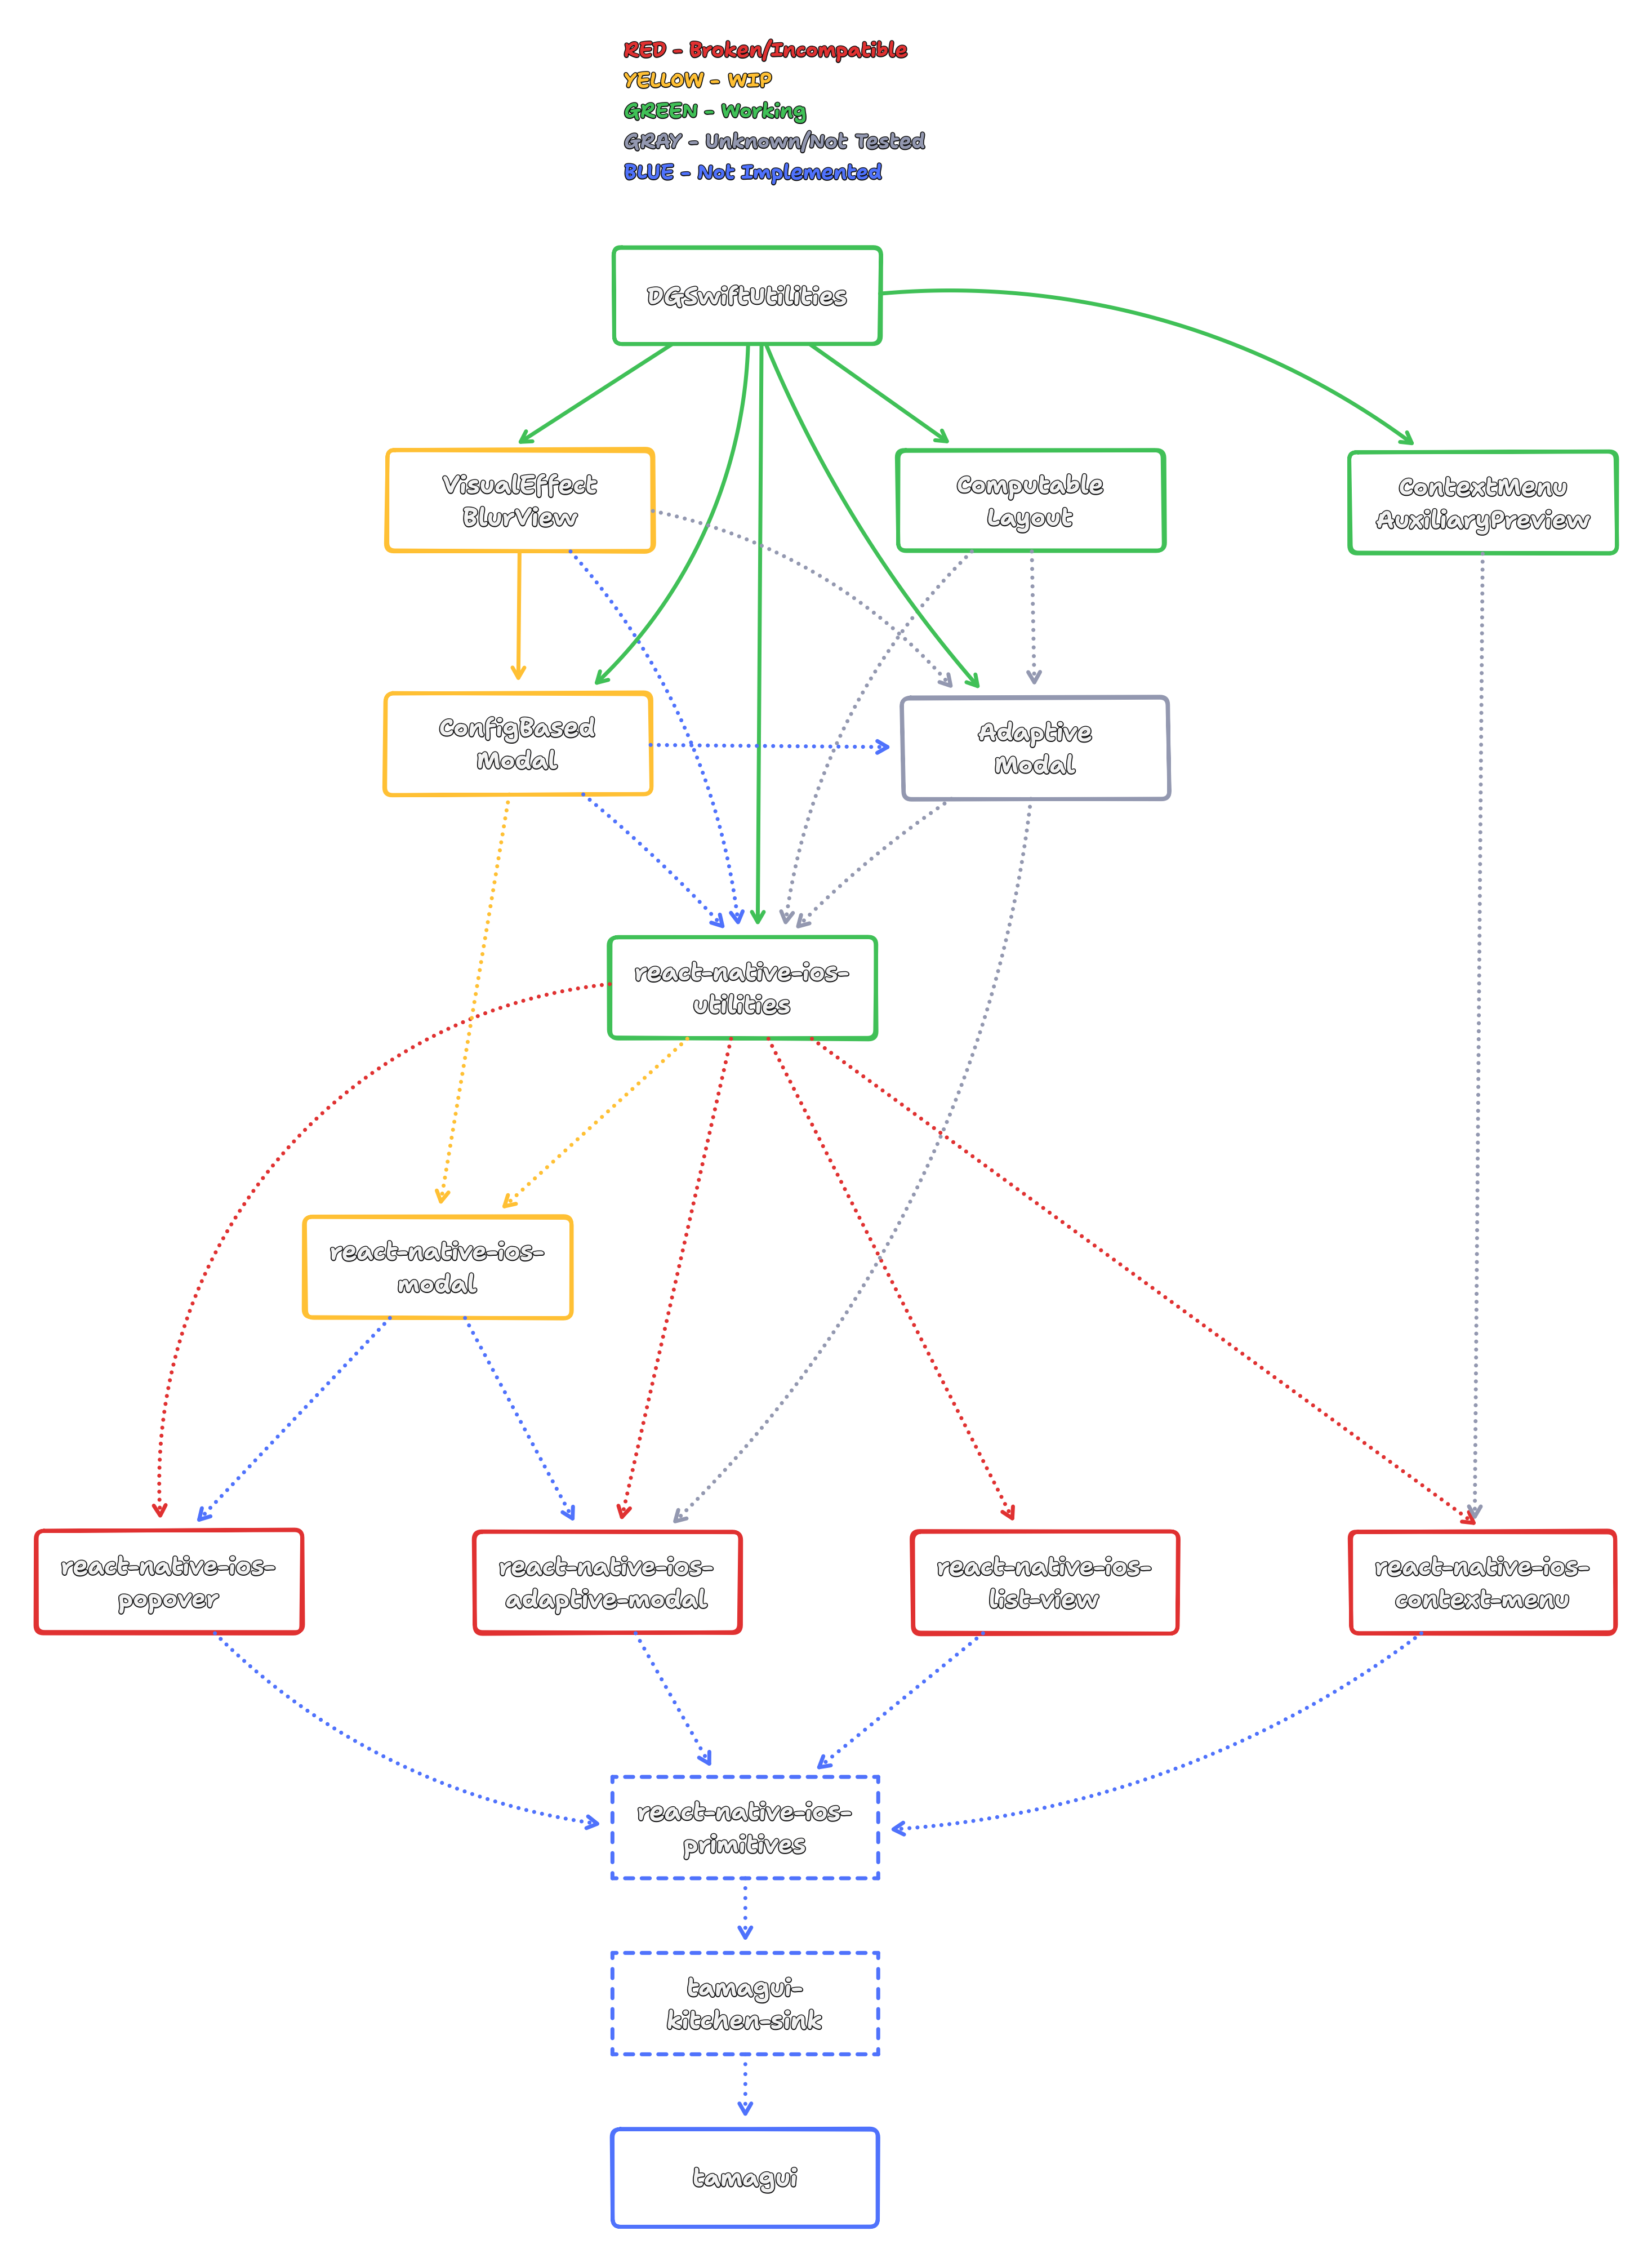 RED - Broken/Incompatible
YELLOW - WIP
GREEN - Working
GRAY - Unknown/Not Tested
BLUE - Not Implemented
DGSwiftUtilities
VisualEffect
BlurView
Computable
Layout
ContextMenu
AuxiliaryPreview
ConfigBased
Modal
Adaptive
Modal
react-native-ios-
utilities
react-native-ios-
modal
react-native-ios-
popover
react-native-ios-
adaptive-modal
react-native-ios-
list-view
react-native-ios-
context-menu
react-native-ios-
primitives
tamagui-
kitchen-sink
tamagui